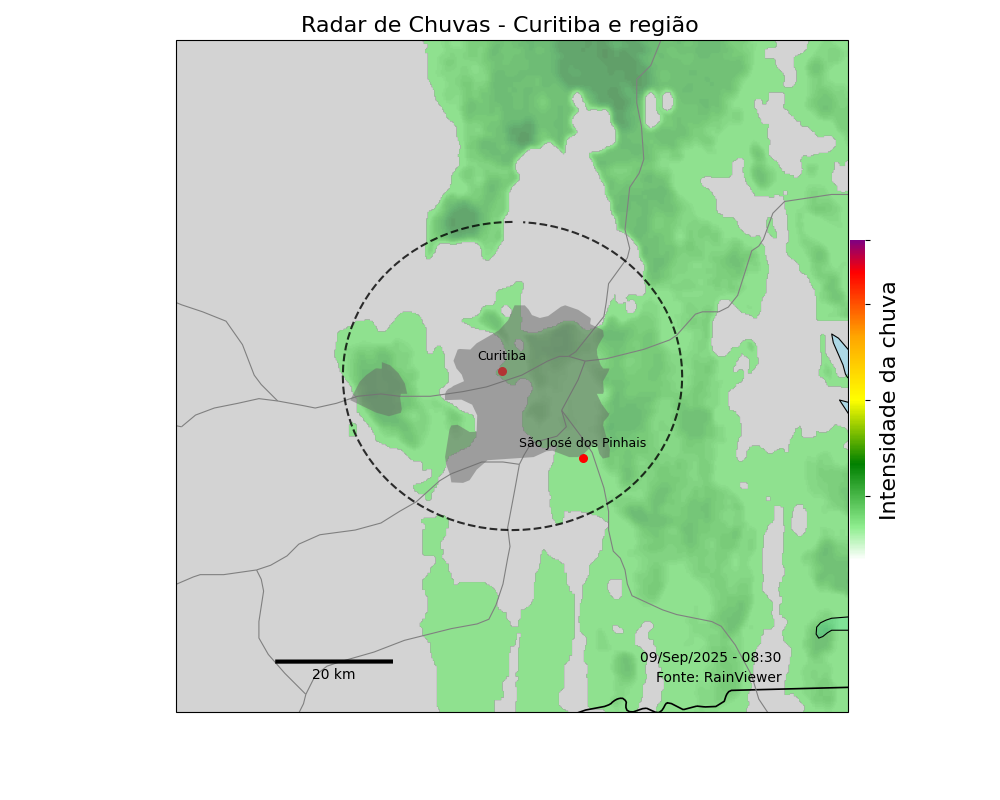 Radar de Chuvas - Curitiba e região
Curitiba
São José dos Pinhais
Intensidade da chuva
09/Sep/2025 - 08:30
Fonte: RainViewer
20 km